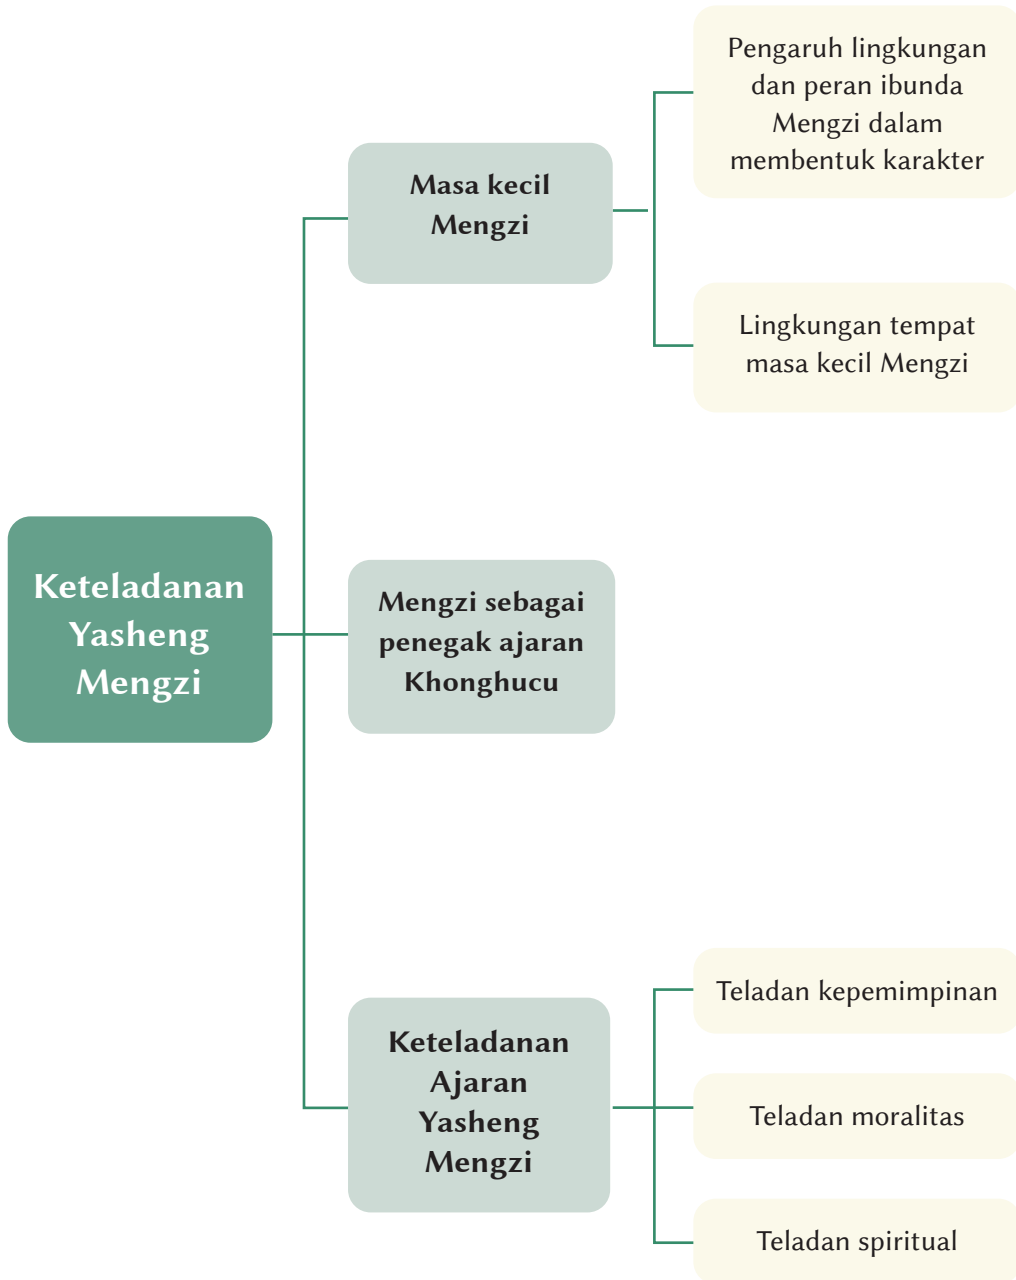 Keteladanan
Yasheng
Mengzi
Masa kecil
Mengzi
Pengaruh lingkungan
dan peran ibunda
Mengzi dalam
membentuk karakter
Lingkungan tempat
masa kecil Mengzi
Mengzi sebagai
penegak ajaran
Khonghucu
Keteladanan
Ajaran
Yasheng
Mengzi
Teladan kepemimpinan
Teladan moralitas
Teladan spiritual